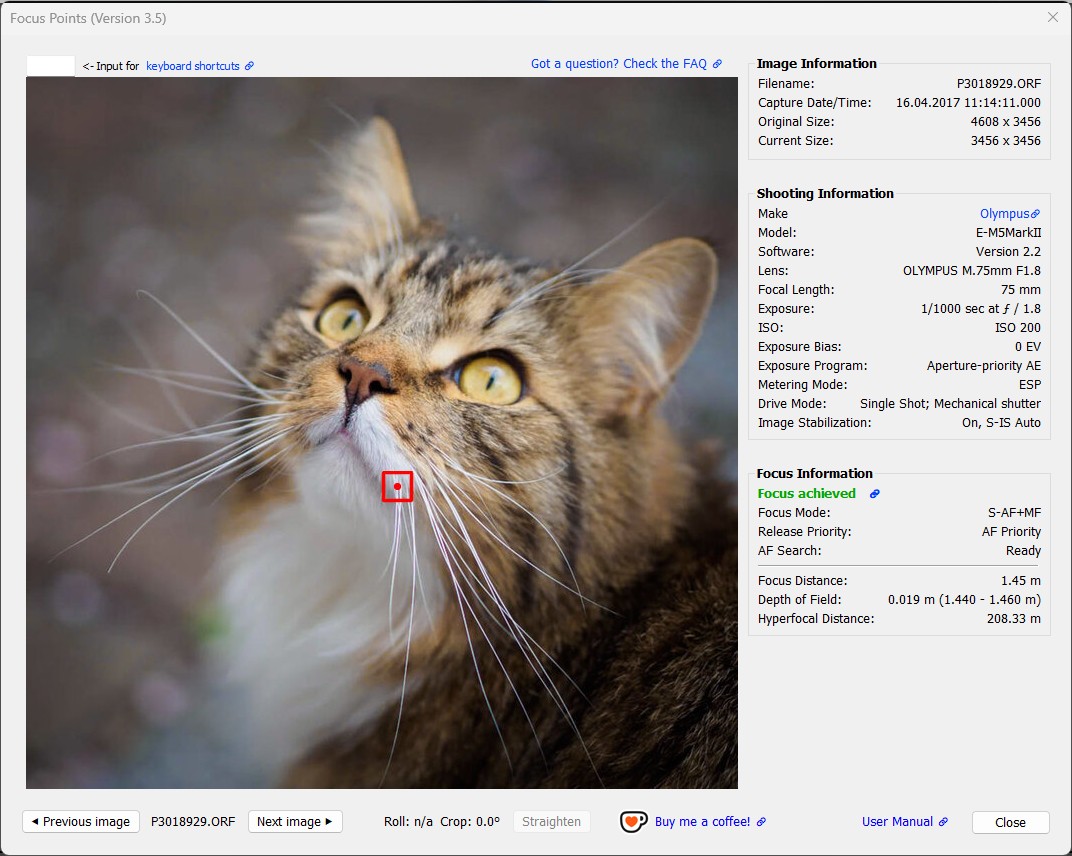 Focus Points (Version 3.5)
<- Input for keyboard shortcuts
Got a question? Check the FAQ
Image Information
Filename: P3018929.ORF
Capture Date/Time: 16.04.2017 11:14:11.000
Original Size: 4608 x 3456
Current Size: 3456 x 3456
Shooting Information
Make Olympus
Model: E-M5MarkII
Software: Version 2.2
Lens: OLYMPUS M.75mm F1.8
Focal Length: 75 mm
Exposure: 1/1000 sec at ƒ / 1.8
ISO: ISO 200
Exposure Bias: 0 EV
Exposure Program: Aperture-priority AE
Metering Mode: ESP
Drive Mode: Single Shot; Mechanical shutter
Image Stabilization: On, S-IS Auto
Focus Information
Focus achieved
Focus Mode: S-AF+MF
Release Priority: AF Priority
AF Search: Ready
Focus Distance: 1.45 m
Depth of Field: 0.019 m (1.440 - 1.460 m)
Hyperfocal Distance: 208.33 m
Previous image P3018929.ORF Next image Roll: n/a Crop: 0.0° Straighten Buy me a coffee! User Manual Close